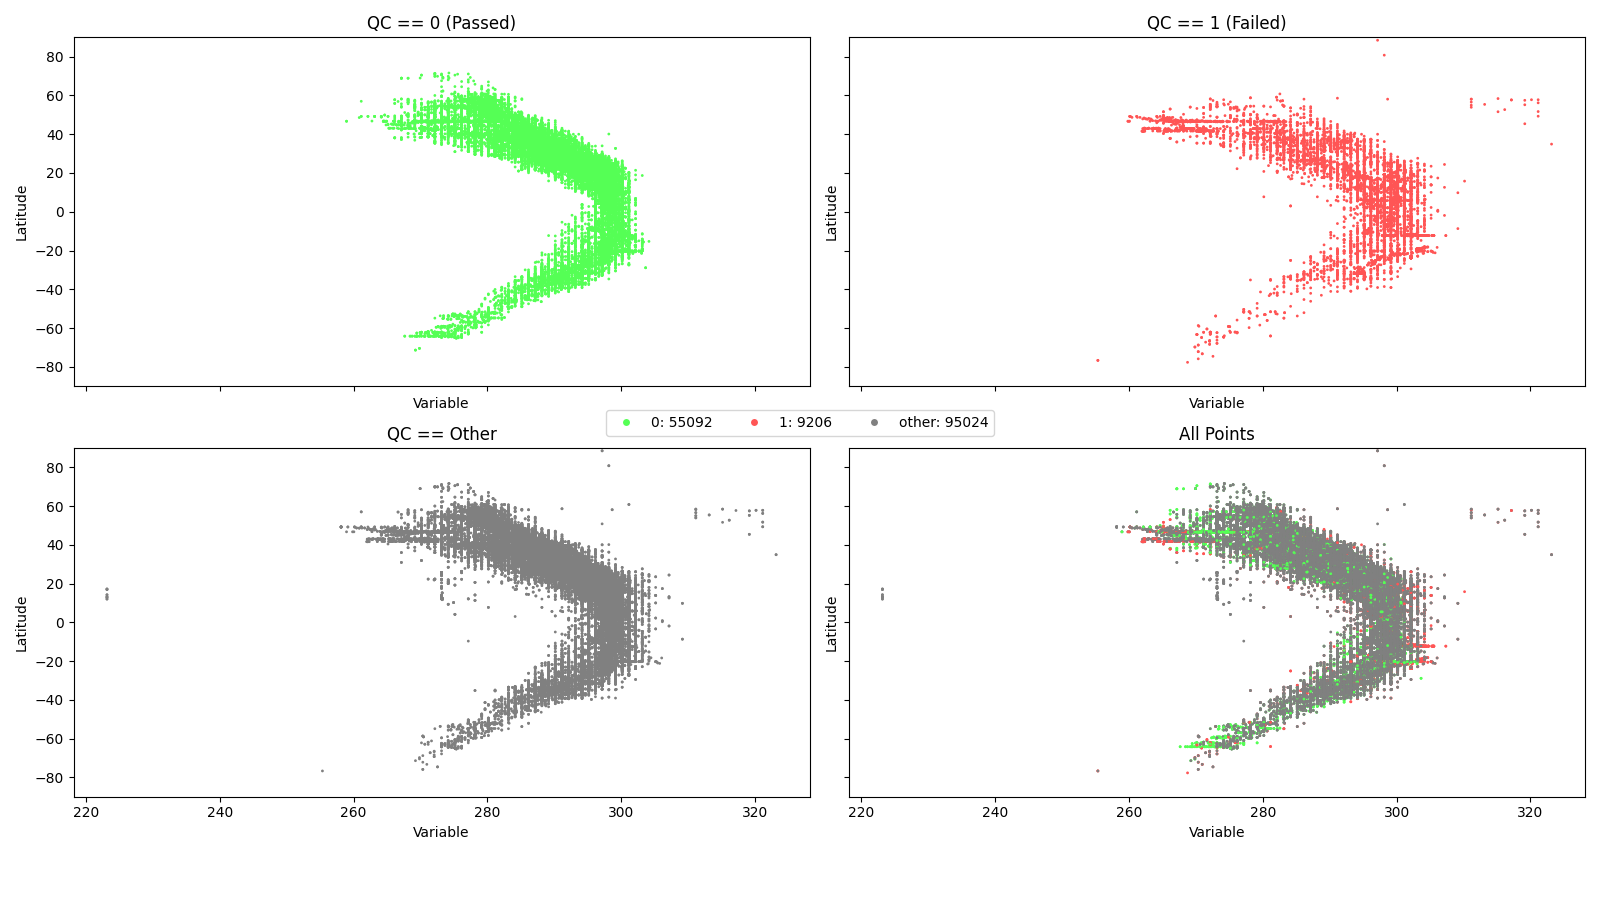 QC == 0 (Passed)
QC == 1 (Failed)
80
60
40
20
0
−20
−40
−60
−80
Latitude
Latitude
Variable
Variable
0: 55092 1: 9206 other: 95024
QC == Other
All Points
80
60
40
20
0
−20
−40
−60
−80
Latitude
Latitude
220 240 260 280 300 320
220 240 260 280 300 320
Variable
Variable